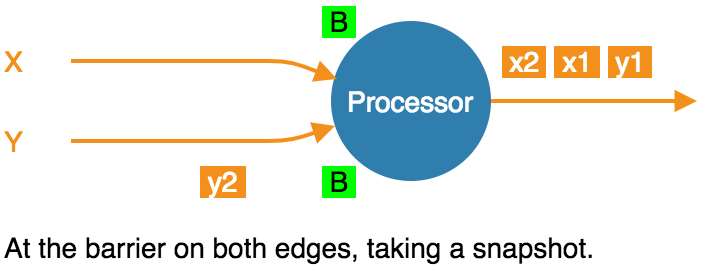 B
X
x2 x1 y1
Processor
Y
y2
B
At the barrier on both edges, taking a snapshot.